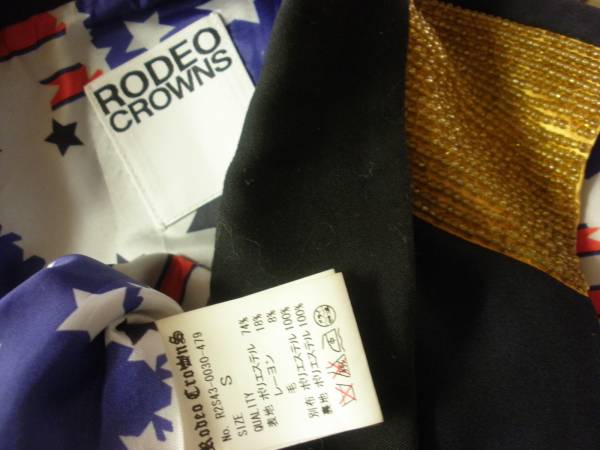 RODEO
CROWNS
Rodeo Crowns
No. R2S43-0030-479
SIZE S
QUALITY
表地 ポリエステル 74%
レーヨン 18%
毛 8%
別布 ポリエステル 100%
裏地 ポリエステル 100%